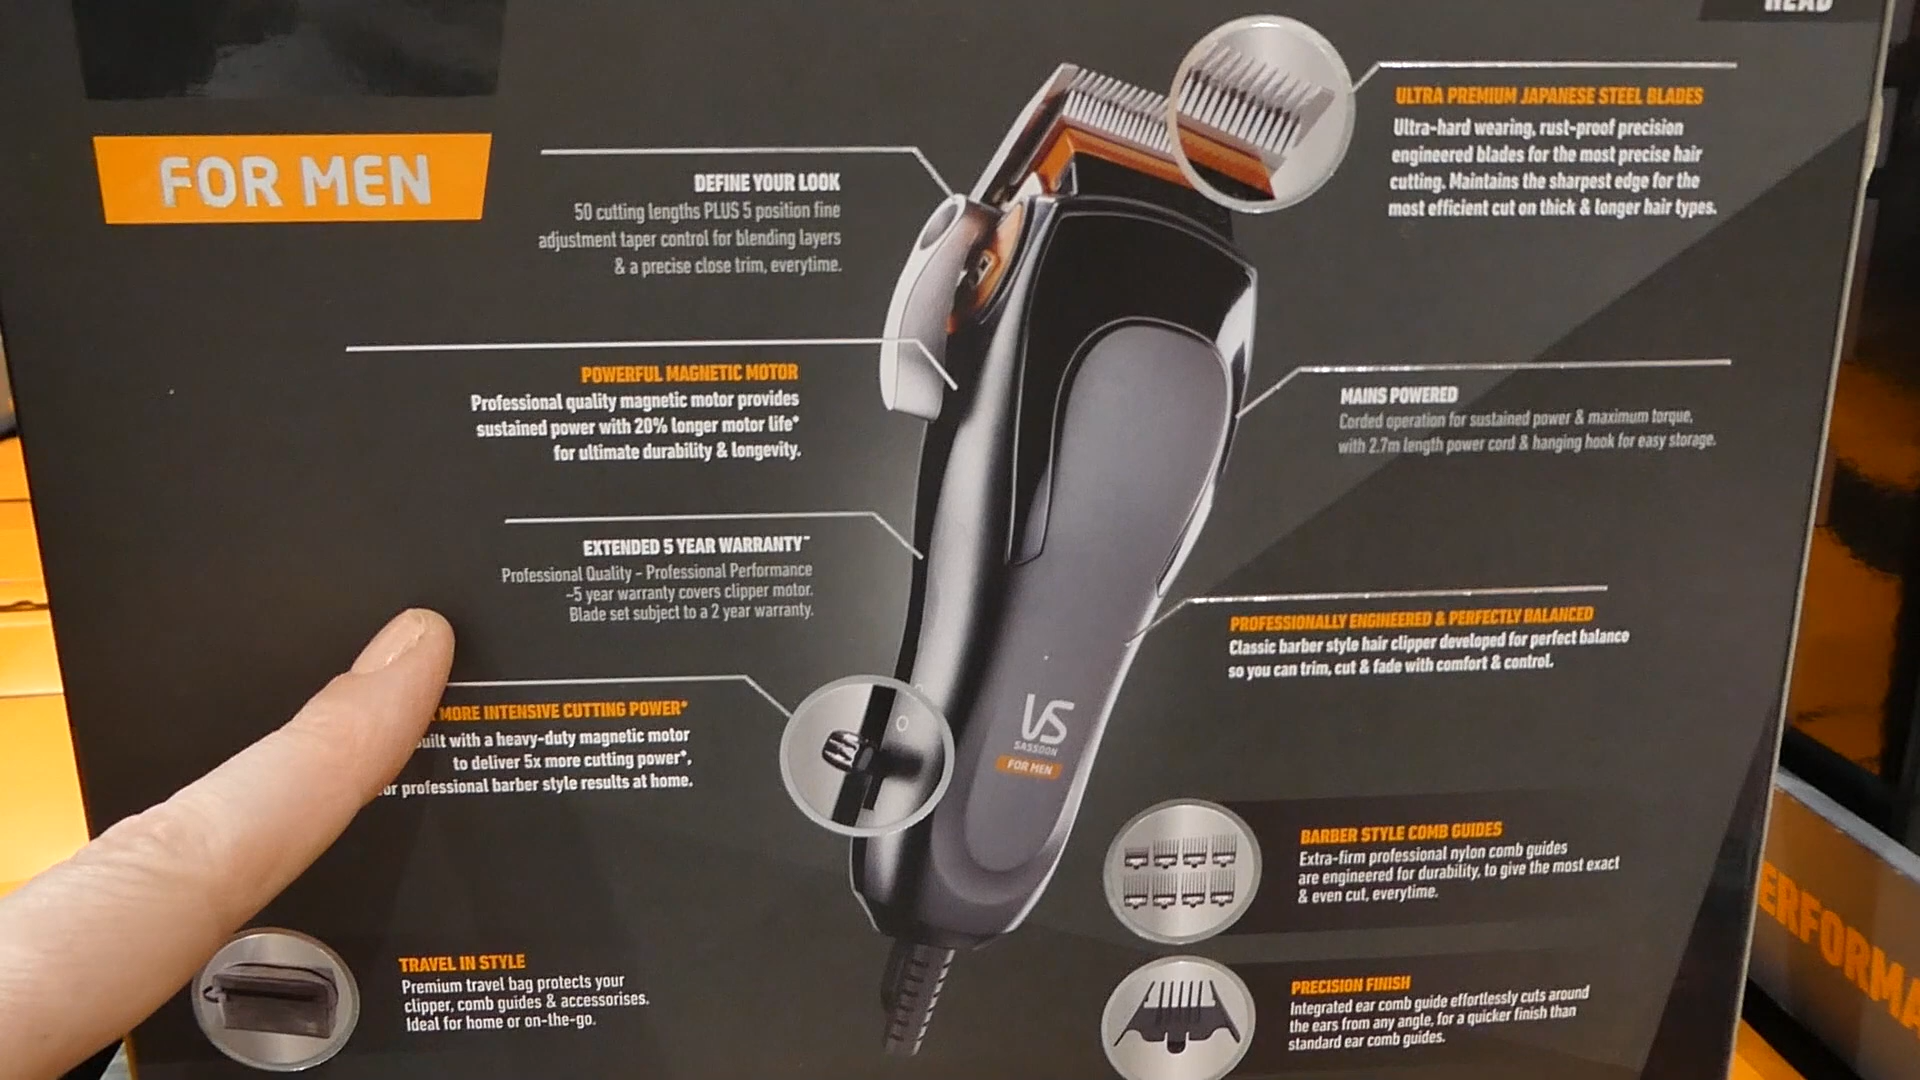 HEAD
FOR MEN
DEFINE YOUR LOOK
50 cutting lengths PLUS 5 position fine
adjustment taper control for blending layers
& a precise close trim, everytime.
POWERFUL MAGNETIC MOTOR
Professional quality magnetic motor provides
sustained power with 20% longer motor life*
for ultimate durability & longevity.
EXTENDED 5 YEAR WARRANTY~
Professional Quality - Professional Performance
~5 year warranty covers clipper motor.
Blade set subject to a 2 year warranty.
MORE INTENSIVE CUTTING POWER*
with a heavy-duty magnetic motor
to deliver 5x more cutting power*,
professional barber style results at home.
TRAVEL IN STYLE
Premium travel bag protects your
clipper, comb guides & accessorises.
Ideal for home or on-the-go.
ULTRA PREMIUM JAPANESE STEEL BLADES
Ultra-hard wearing, rust-proof precision
engineered blades for the most precise hair
cutting. Maintains the sharpest edge for the
most efficient cut on thick & longer hair types.
MAINS POWERED
Corded operation for sustained power & maximum torque,
with 2.7m length power cord & hanging hook for easy storage.
PROFESSIONALLY ENGINEERED & PERFECTLY BALANCED
Classic barber style hair clipper developed for perfect balance
so you can trim, cut & fade with comfort & control.
VS
SASSOON
FOR MEN
BARBER STYLE COMB GUIDES
Extra-firm professional nylon comb guides
are engineered for durability, to give the most exact
& even cut, everytime.
PRECISION FINISH
Integrated ear comb guide effortlessly cuts around
the ears from any angle, for a quicker finish than
standard ear comb guides.
ERFORMA